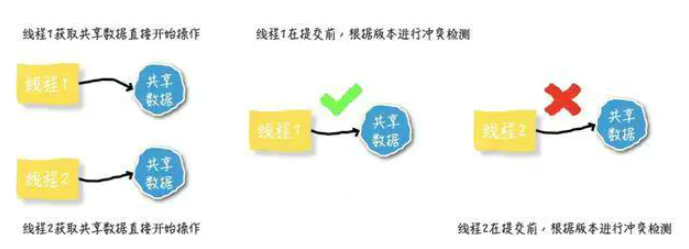 线程1获取共享数据直接开始操作
线程1在提交前，根据版本进行冲突检测
线程1
共享
数据
线程1
共享
数据
线程2
共享
数据
线程2
共享
数据
线程2获取共享数据直接开始操作
线程2在提交前，根据版本进行冲突检测